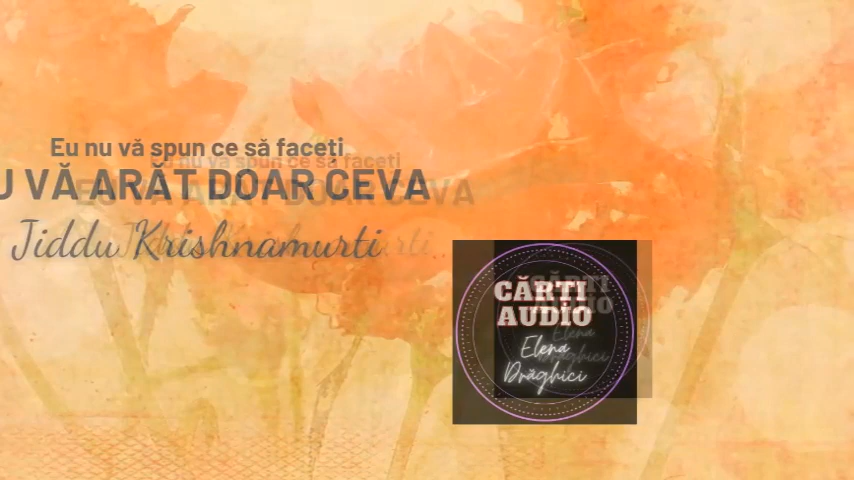 Eu nu vă spun ce să faceți
U VĂ ARĂT DOAR CEVA
Jiddu Krishnamurti
CĂRȚI
AUDIO
Elena
Drăghici